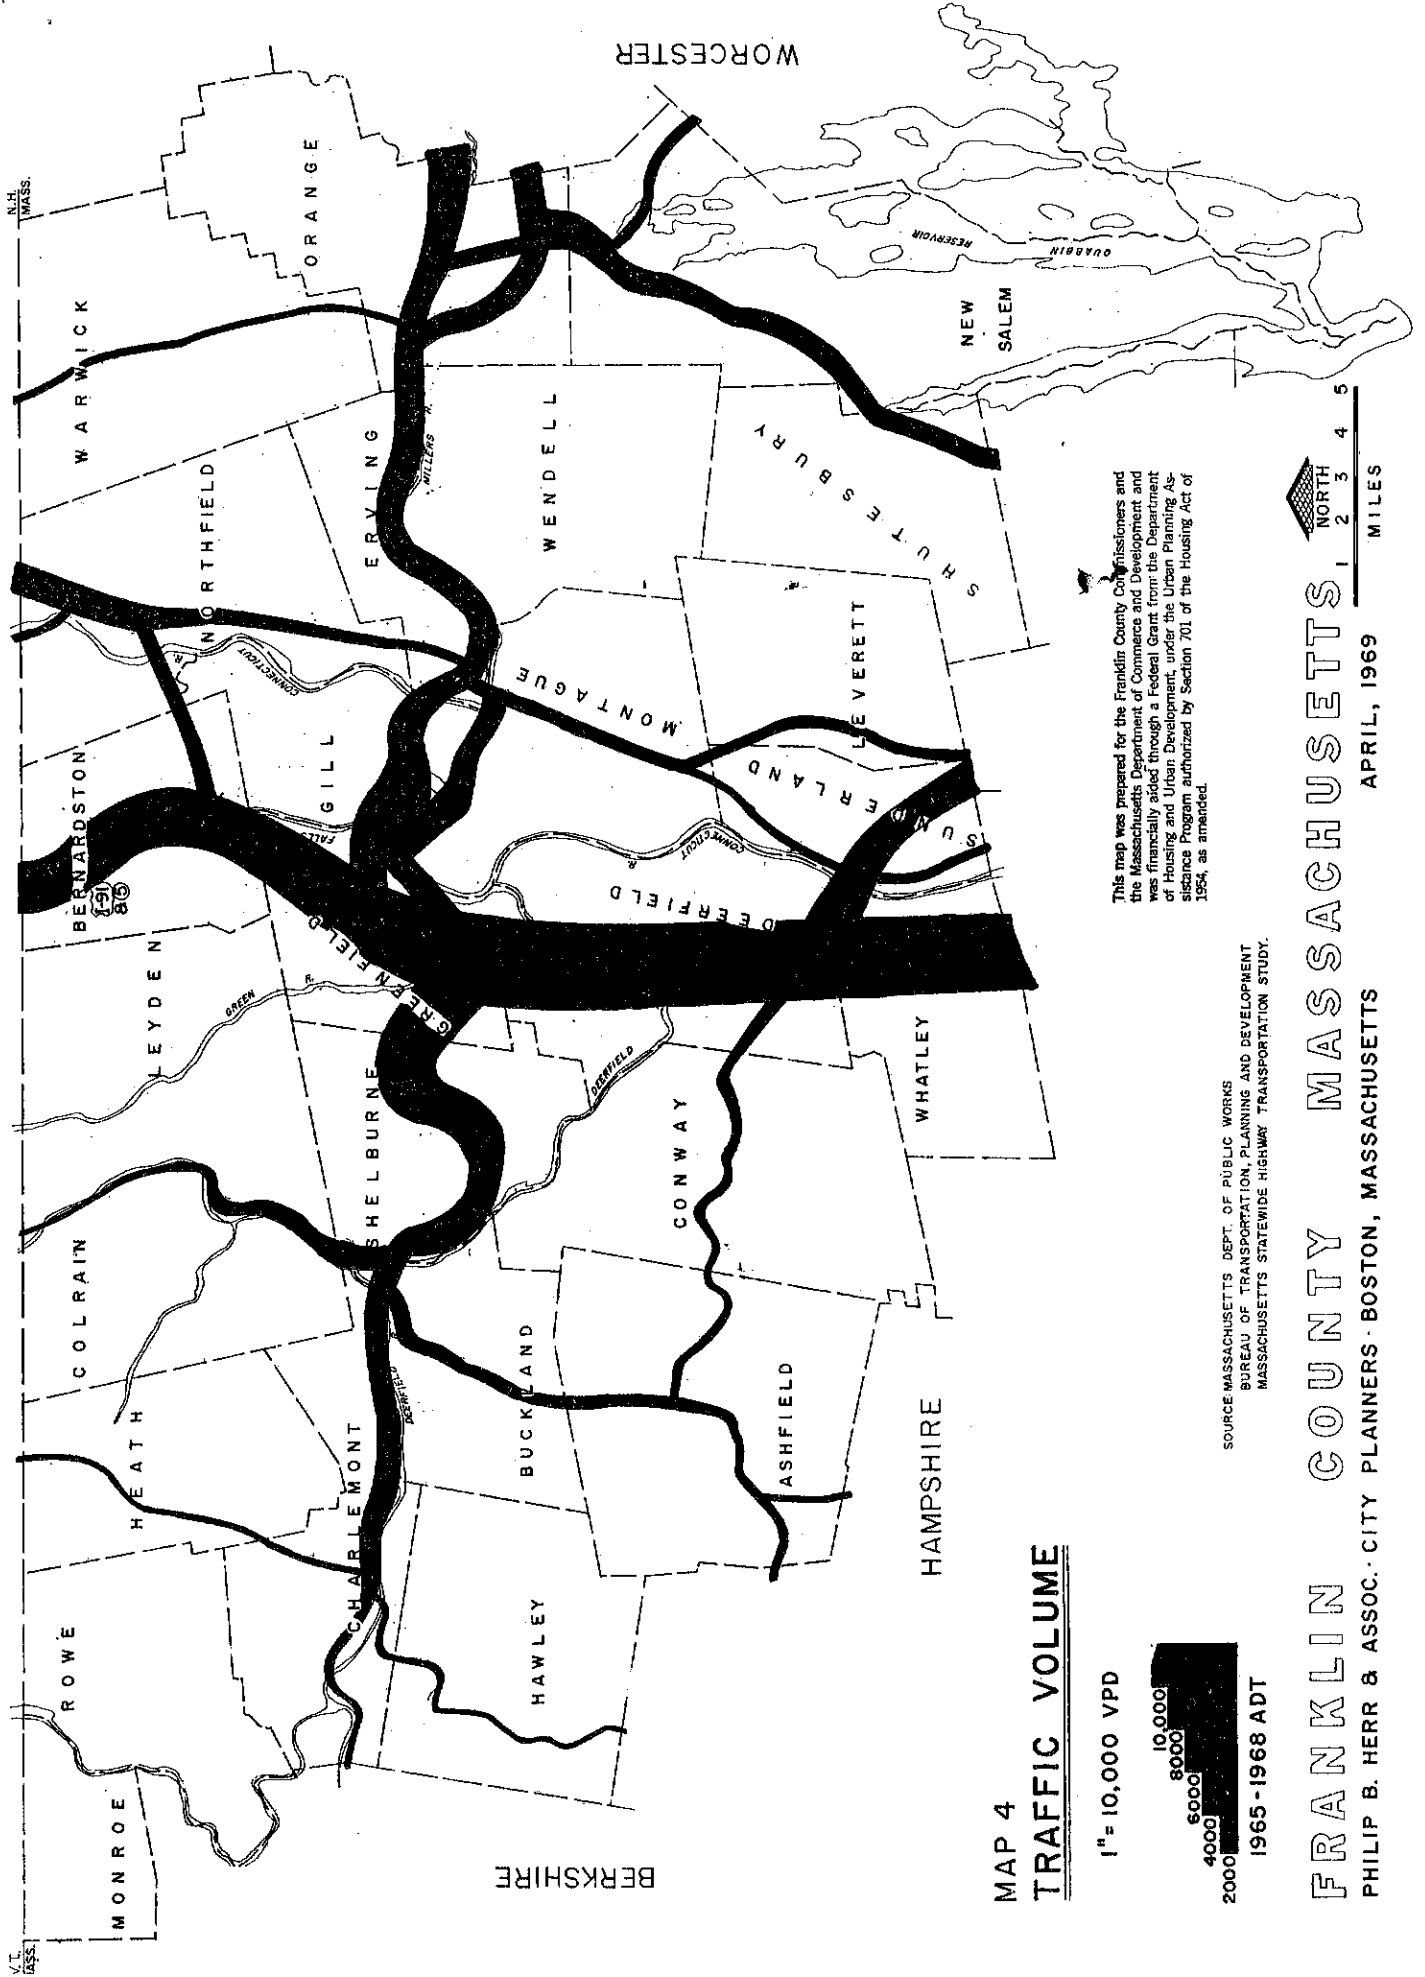 V.T.
MASS.
N.H.
MASS.
MONROE
ROWE
HEATH
COLRAIN
LEYDEN
BERNARDSTON
I-91
NORTHFIELD
WARWICK
ORANGE
GILL
ERVING
CHARLEMONT
SHELBURNE
GREENFIELD
HAWLEY
BUCKLAND
CONWAY
DEERFIELD
MONTAGUE
WENDELL
ASHFIELD
WHATLEY
SUNDERLAND
LEVERETT
SHUTESBURY
NEW
SALEM
GREEN
R.
FALL
CONNECTICUT
R.
MILLERS R.
DEERFIELD
DEERFIELD
CONNECTICUT
R.
QUABBIN
RESERVOIR
BERKSHIRE
HAMPSHIRE
WORCESTER
MAP 4
TRAFFIC VOLUME
1" = 10,000 VPD
10,000
8000
6000
4000
2000
1965-1968 ADT
SOURCE: MASSACHUSETTS DEPT. OF PUBLIC WORKS
BUREAU OF TRANSPORTATION, PLANNING AND DEVELOPMENT
MASSACHUSETTS STATEWIDE HIGHWAY TRANSPORTATION STUDY.
This map was prepared for the Franklin County Commissioners and
the Massachusetts Department of Commerce and Development and
was financially aided through a Federal Grant from the Department
of Housing and Urban Development, under the Urban Planning As-
sistance Program authorized by Section 701 of the Housing Act of
1954, as amended.
NORTH
1 2 3 4 5
MILES
FRANKLIN COUNTY MASSACHUSETTS
PHILIP B. HERR & ASSOC. · CITY PLANNERS · BOSTON, MASSACHUSETTS
APRIL, 1969